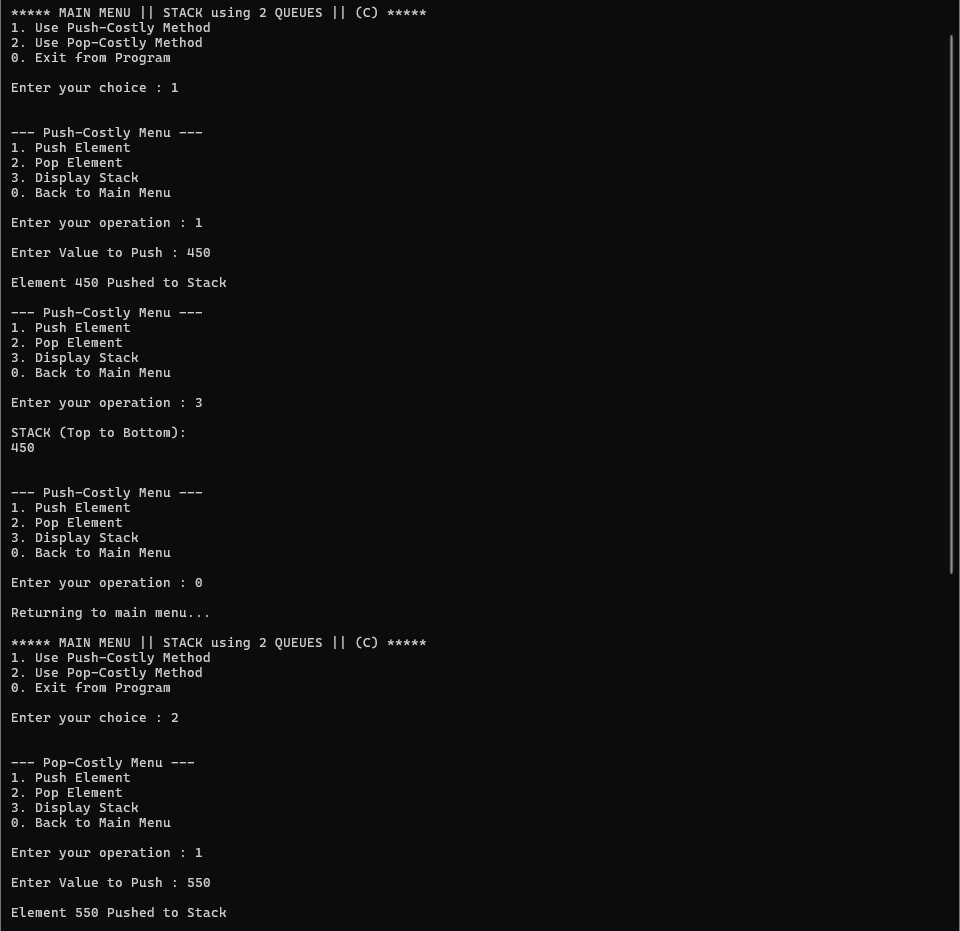 ***** MAIN MENU || STACK using 2 QUEUES || (C) *****
1. Use Push-Costly Method
2. Use Pop-Costly Method
0. Exit from Program
Enter your choice : 1
--- Push-Costly Menu ---
1. Push Element
2. Pop Element
3. Display Stack
0. Back to Main Menu
Enter your operation : 1
Enter Value to Push : 450
Element 450 Pushed to Stack
--- Push-Costly Menu ---
1. Push Element
2. Pop Element
3. Display Stack
0. Back to Main Menu
Enter your operation : 3
STACK (Top to Bottom):
450
--- Push-Costly Menu ---
1. Push Element
2. Pop Element
3. Display Stack
0. Back to Main Menu
Enter your operation : 0
Returning to main menu...
***** MAIN MENU || STACK using 2 QUEUES || (C) *****
1. Use Push-Costly Method
2. Use Pop-Costly Method
0. Exit from Program
Enter your choice : 2
--- Pop-Costly Menu ---
1. Push Element
2. Pop Element
3. Display Stack
0. Back to Main Menu
Enter your operation : 1
Enter Value to Push : 550
Element 550 Pushed to Stack